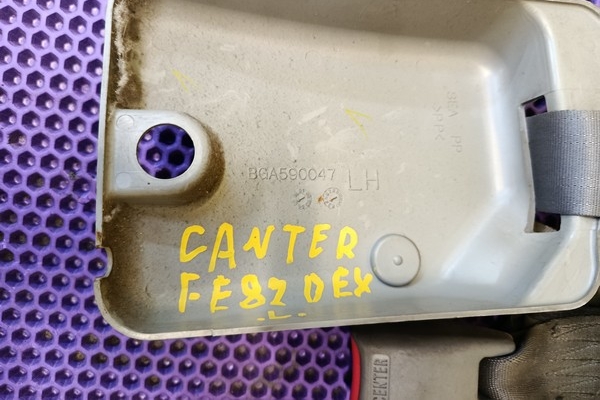 BGA590047 LH
CANTER
FE82DEX
L